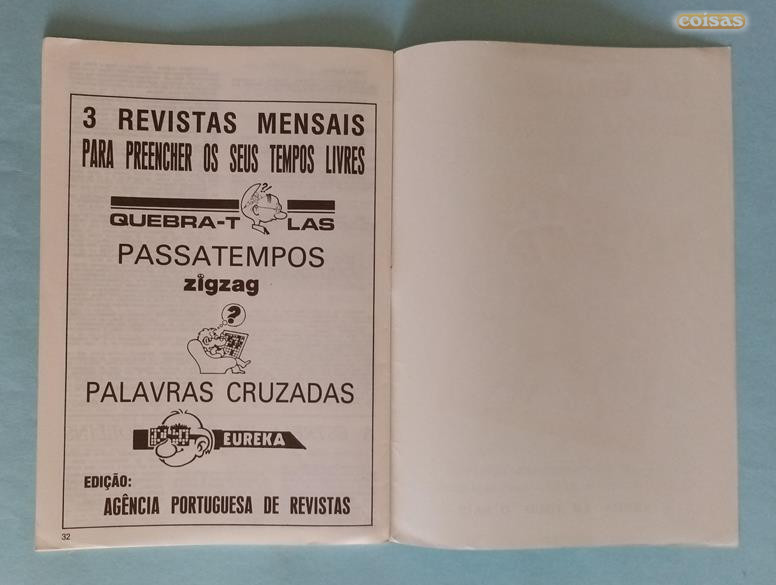 coisas
3 REVISTAS MENSAIS
PARA PREENCHER OS SEUS TEMPOS LIVRES
?!
QUEBRA-T LAS
PASSATEMPOS
zigzag
?
PALAVRAS CRUZADAS
EUREKA
EDIÇÃO:
AGÊNCIA PORTUGUESA DE REVISTAS
32